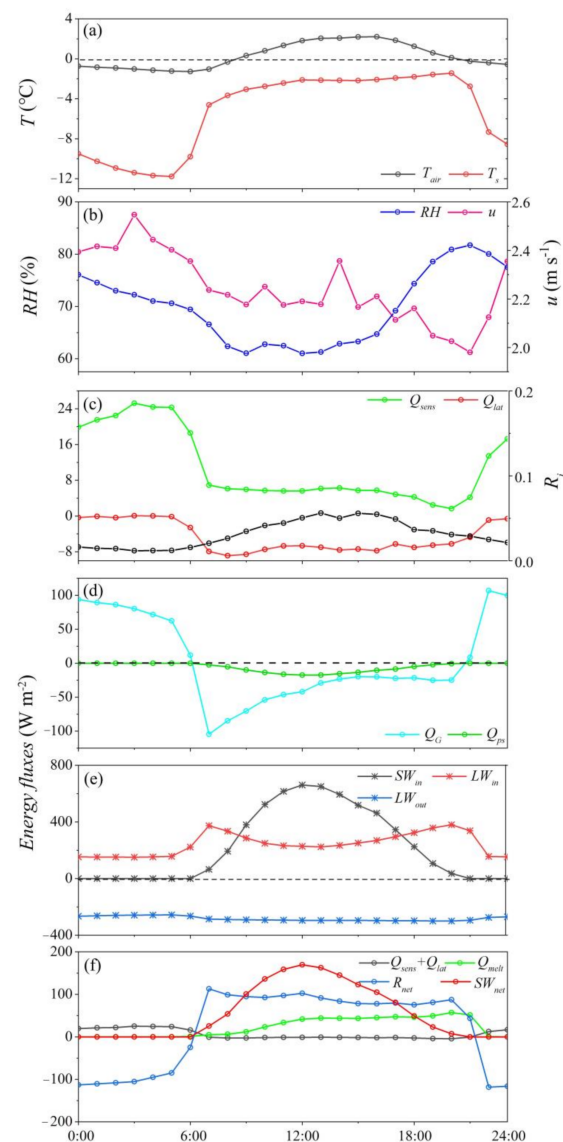 (a)
4
0
−4
−8
−12
T (℃)
T_air T_s
(b)
90
80
70
60
RH (%)
RH u
2.6
2.4
2.2
2.0
u (m s⁻¹)
(c)
24
16
8
0
−8
Q_sens Q_lat
0.2
0.1
0.0
R_i
(d)
100
50
0
−50
−100
Q_G Q_ps
Energy fluxes (W m⁻²)
(e)
800
400
0
−400
SW_in LW_in
LW_out
(f)
200
100
0
−100
−200
Q_sens+Q_lat Q_melt
R_net SW_net
0:00 6:00 12:00 18:00 24:00